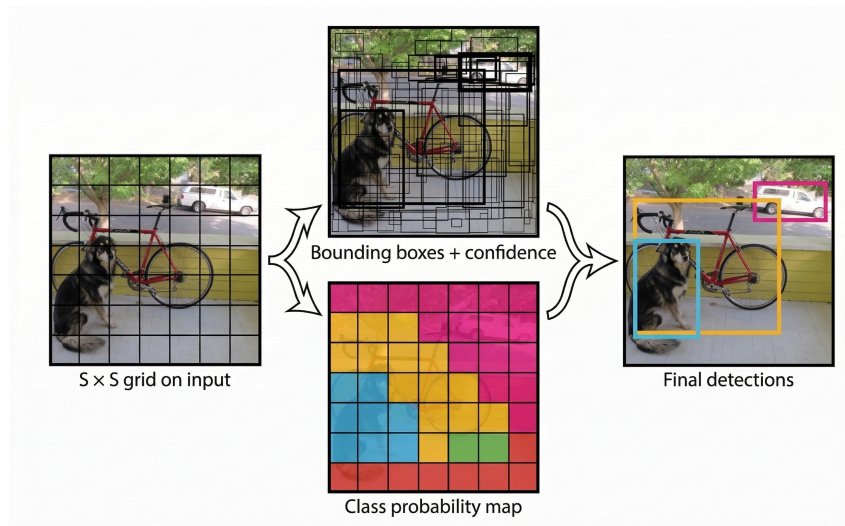 Bounding boxes + confidence
S × S grid on input
Final detections
Class probability map